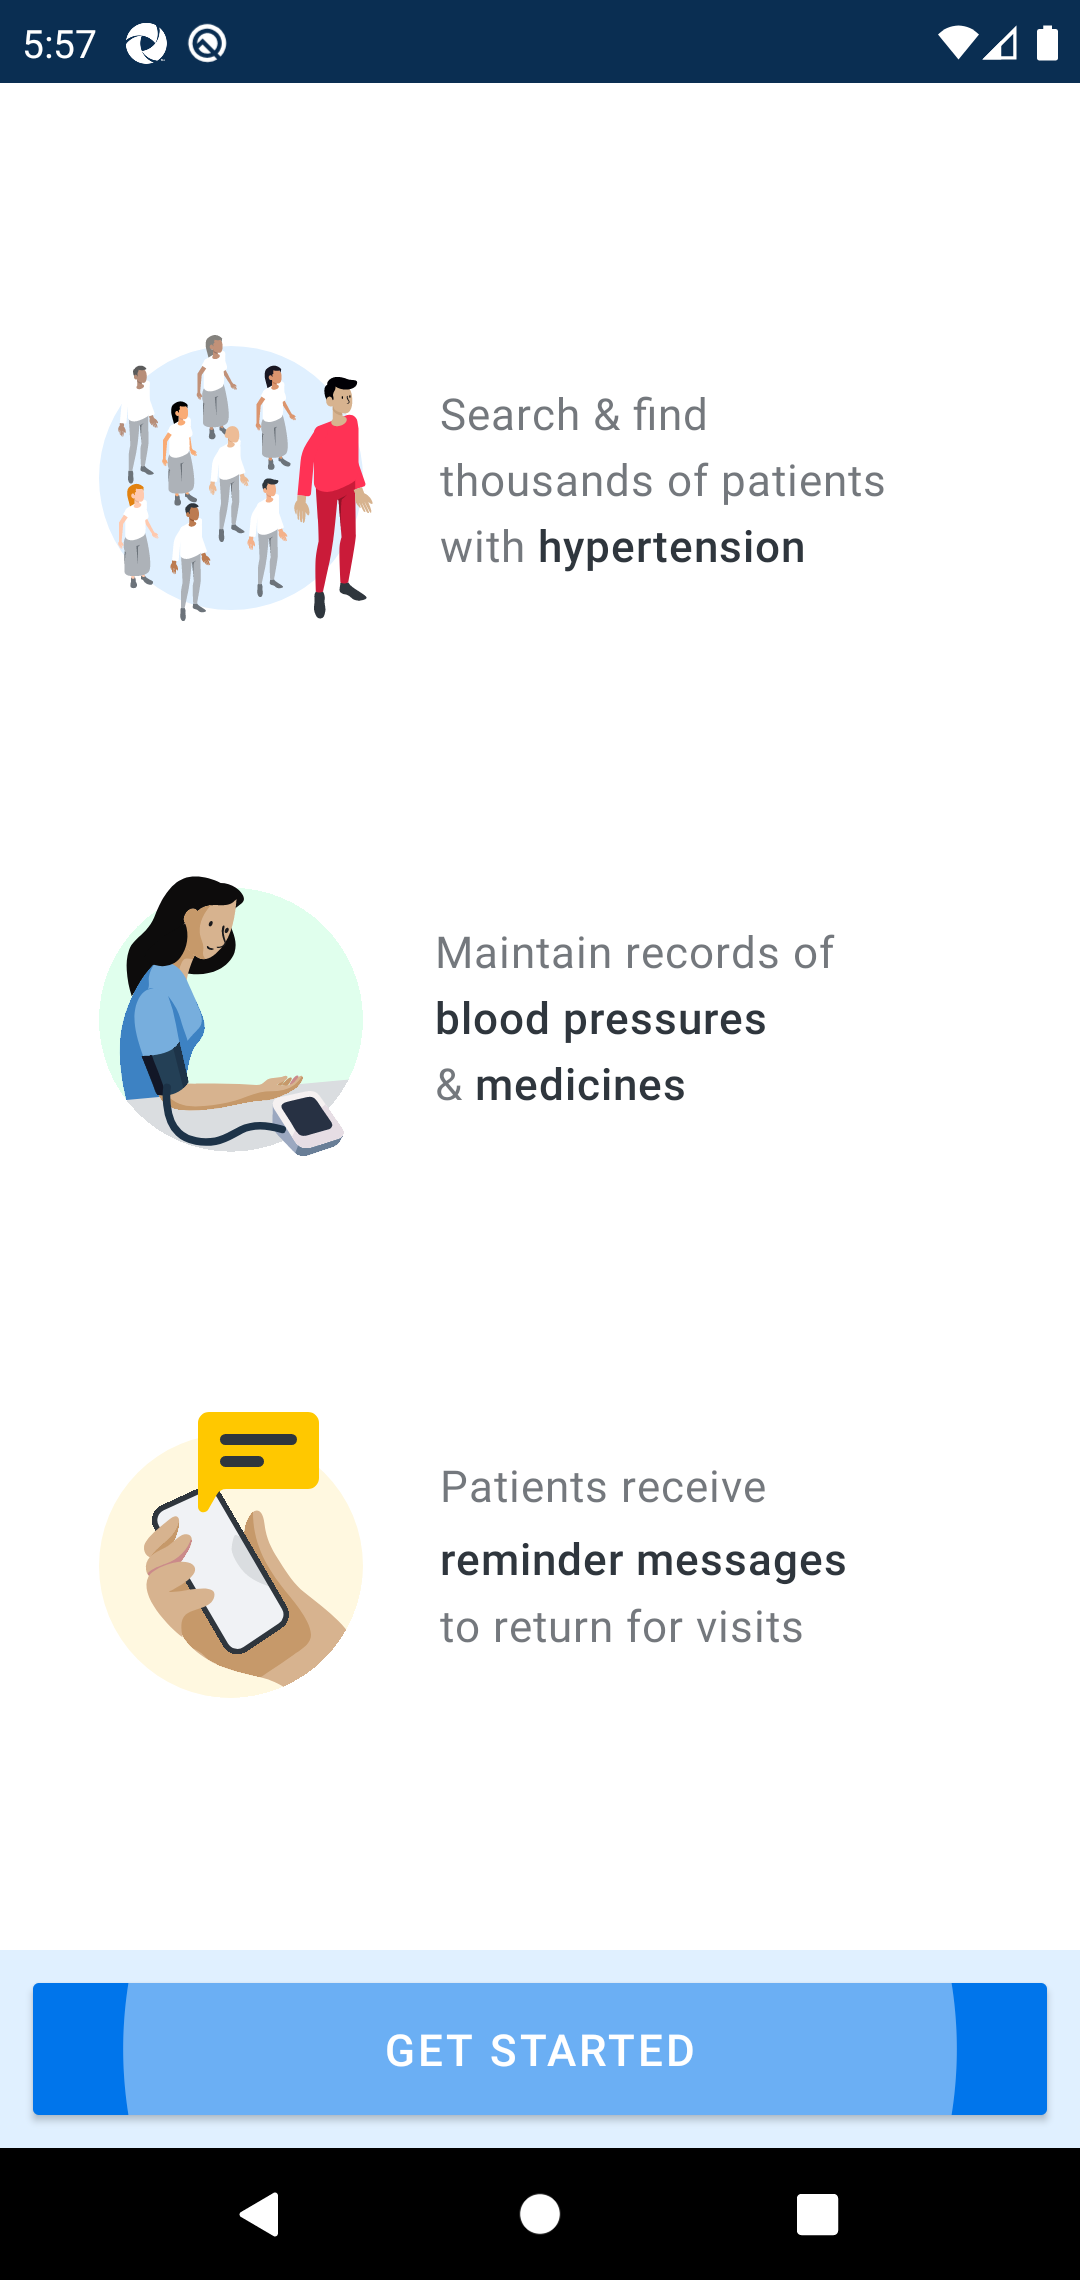 5:57
Search & find
thousands of patients
with hypertension
Maintain records of
blood pressures
& medicines
Patients receive
reminder messages
to return for visits
GET STARTED